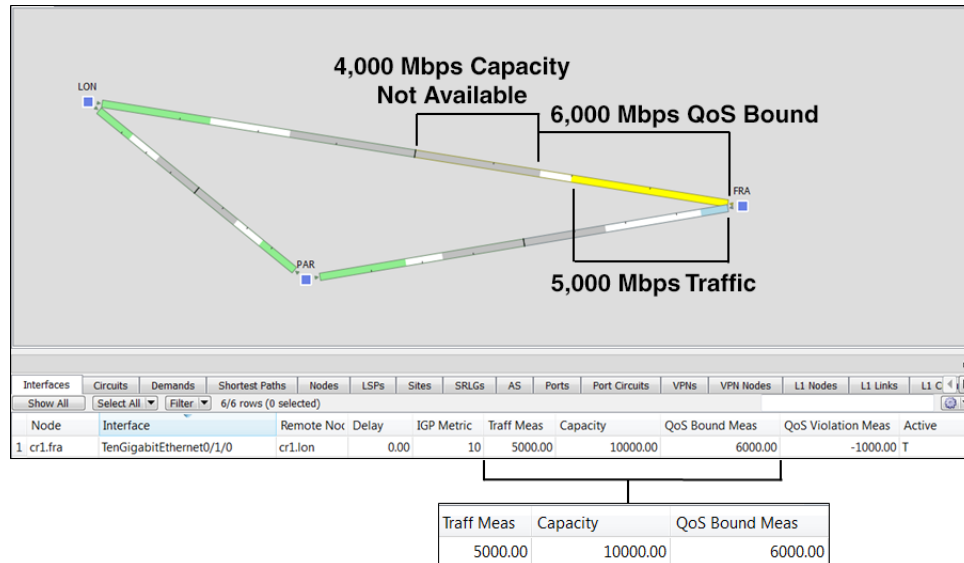 4,000 Mbps Capacity
Not Available
LON
6,000 Mbps QoS Bound
FRA
PAR
5,000 Mbps Traffic
Interfaces Circuits Demands Shortest Paths Nodes LSPs Sites SRLGs AS Ports Port Circuits VPNs VPN Nodes L1 Nodes L1 Links L1 C
Show All Select All Filter 6/6 rows (0 selected)
Node Interface Remote Noc Delay IGP Metric Traff Meas Capacity QoS Bound Meas QoS Violation Meas Active
1 cr1.fra TenGigabitEthernet0/1/0 cr1.lon 0.00 10 5000.00 10000.00 6000.00 -1000.00 T
Traff Meas Capacity QoS Bound Meas
5000.00 10000.00 6000.00